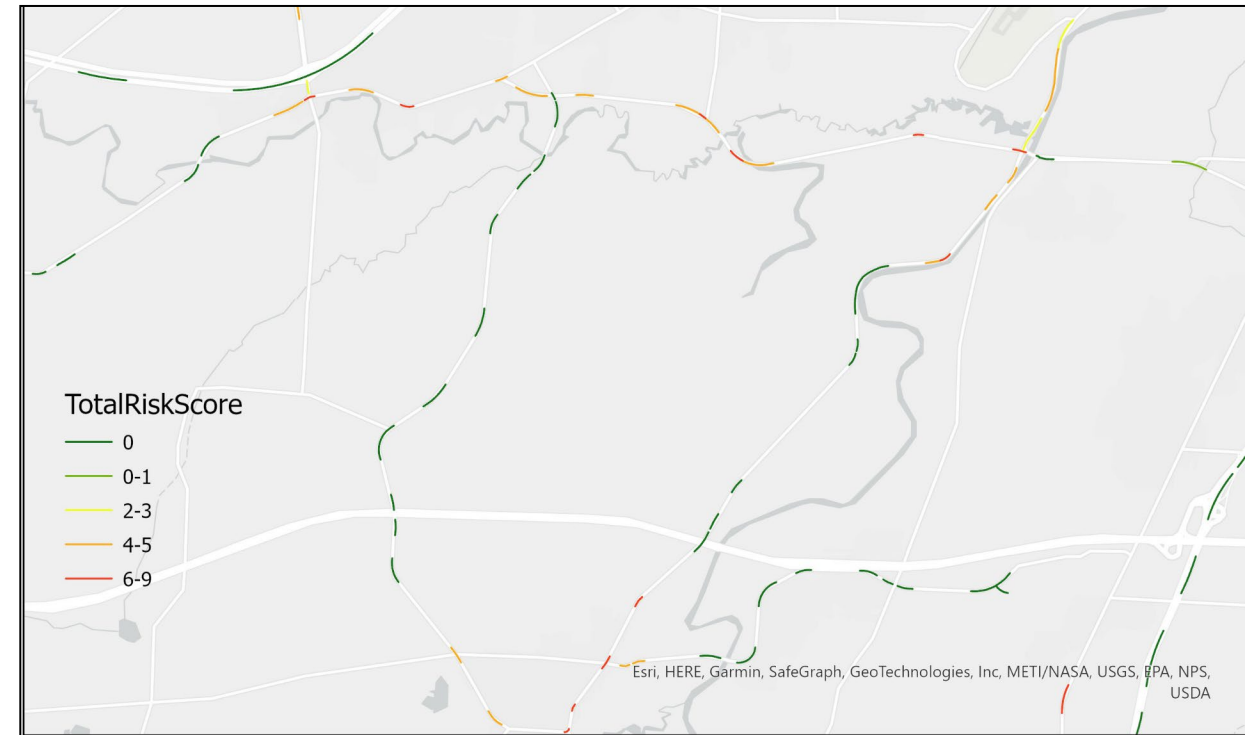 TotalRiskScore
0
0-1
2-3
4-5
6-9
Esri, HERE, Garmin, SafeGraph, GeoTechnologies, Inc, METI/NASA, USGS, EPA, NPS,
USDA